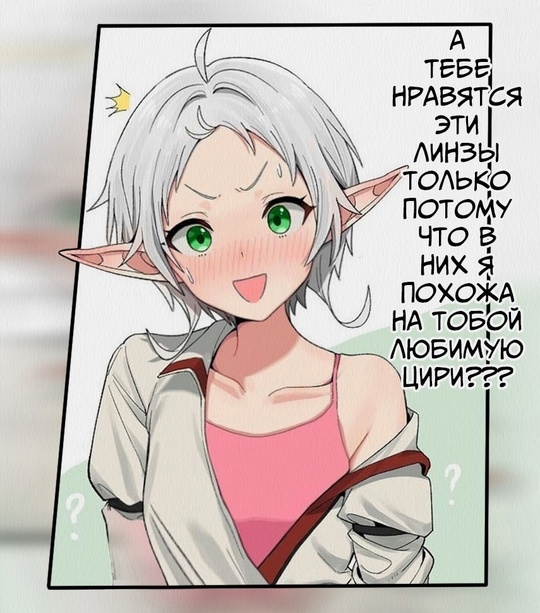 А
ТЕБЕ
НРАВЯТСЯ
ЭТИ
ЛИНЗЫ
ТОЛЬКО
ПОТОМУ
ЧТО В
НИХ Я
ПОХОЖА
НА ТОБОЙ
ЛЮБИМУЮ
ЦИРИ???
?
?